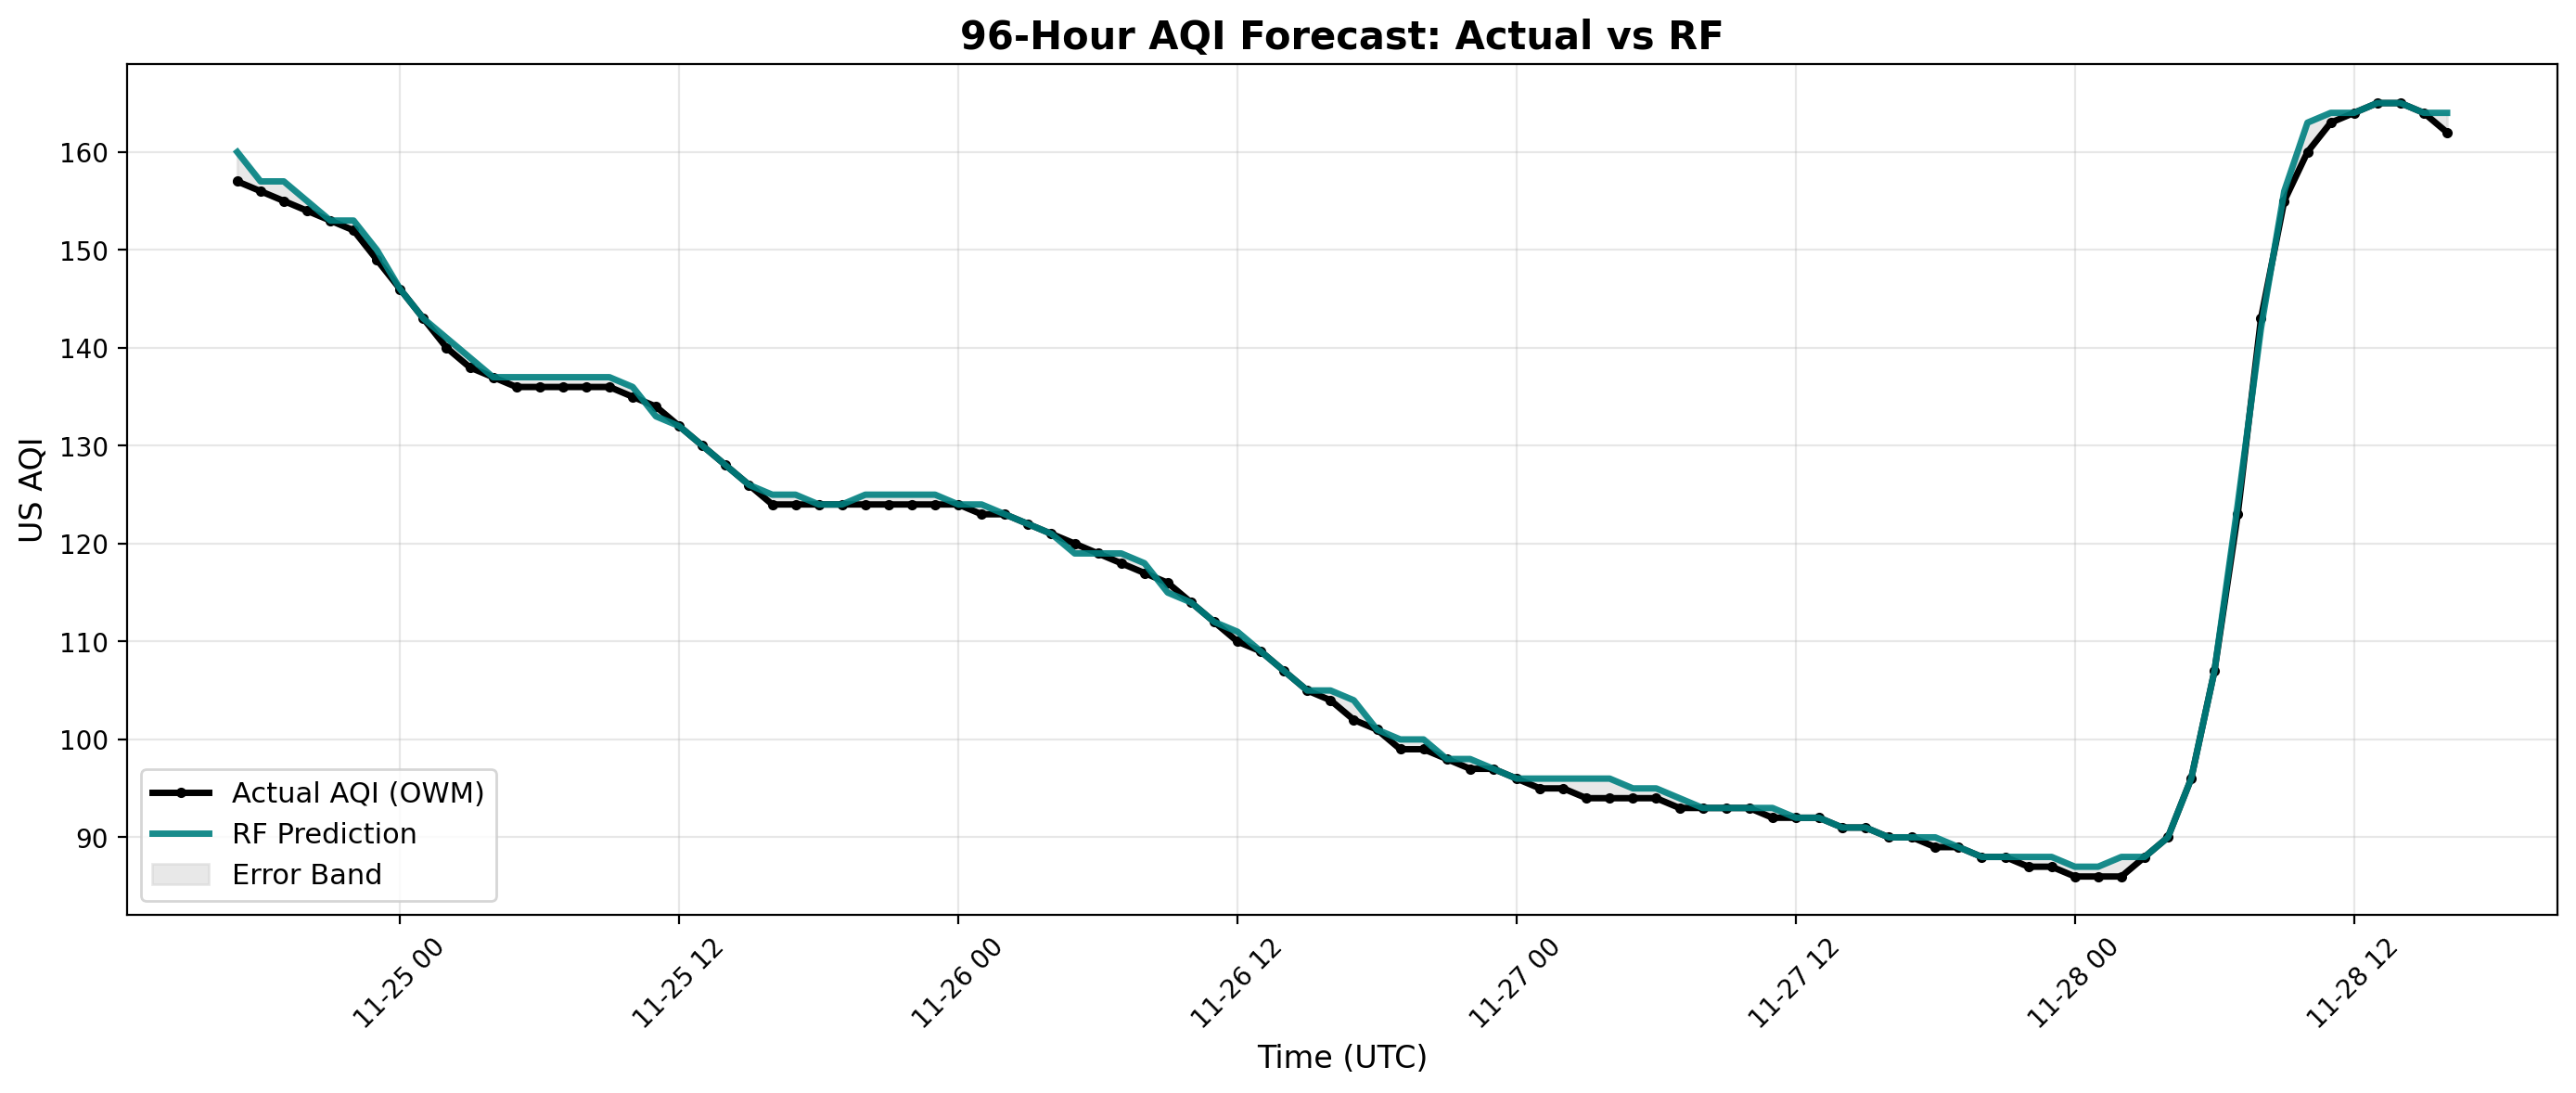 96-Hour AQI Forecast: Actual vs RF
US AQI
160
150
140
130
120
110
100
90
Actual AQI (OWM)
RF Prediction
Error Band
11-25 00
11-25 12
11-26 00
11-26 12
11-27 00
11-27 12
11-28 00
11-28 12
Time (UTC)